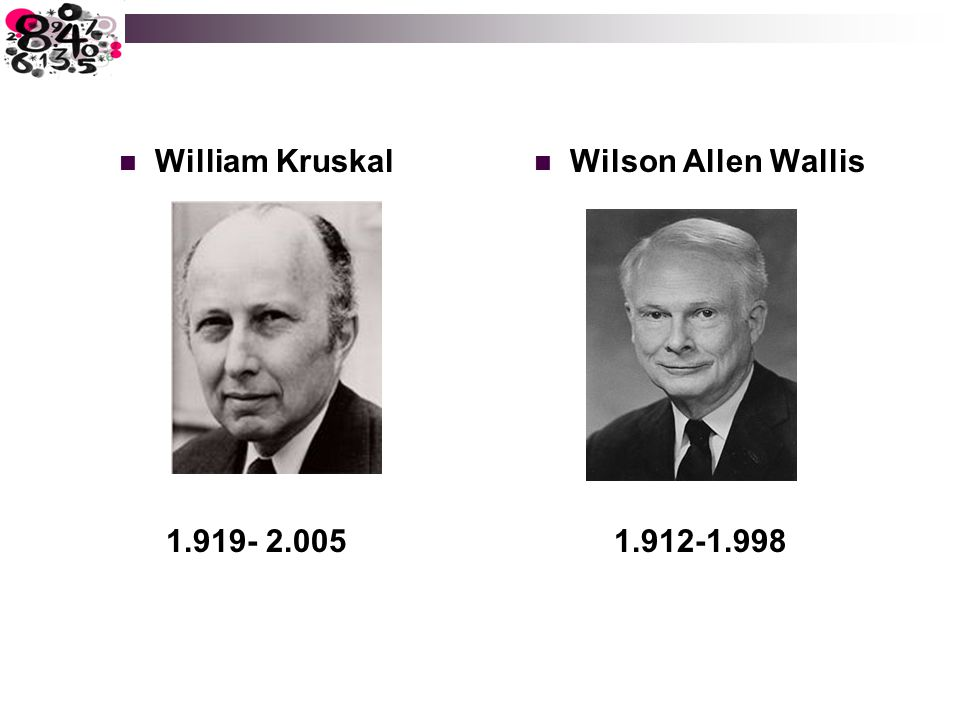 William Kruskal
Wilson Allen Wallis
1.919- 2.005
1.912-1.998